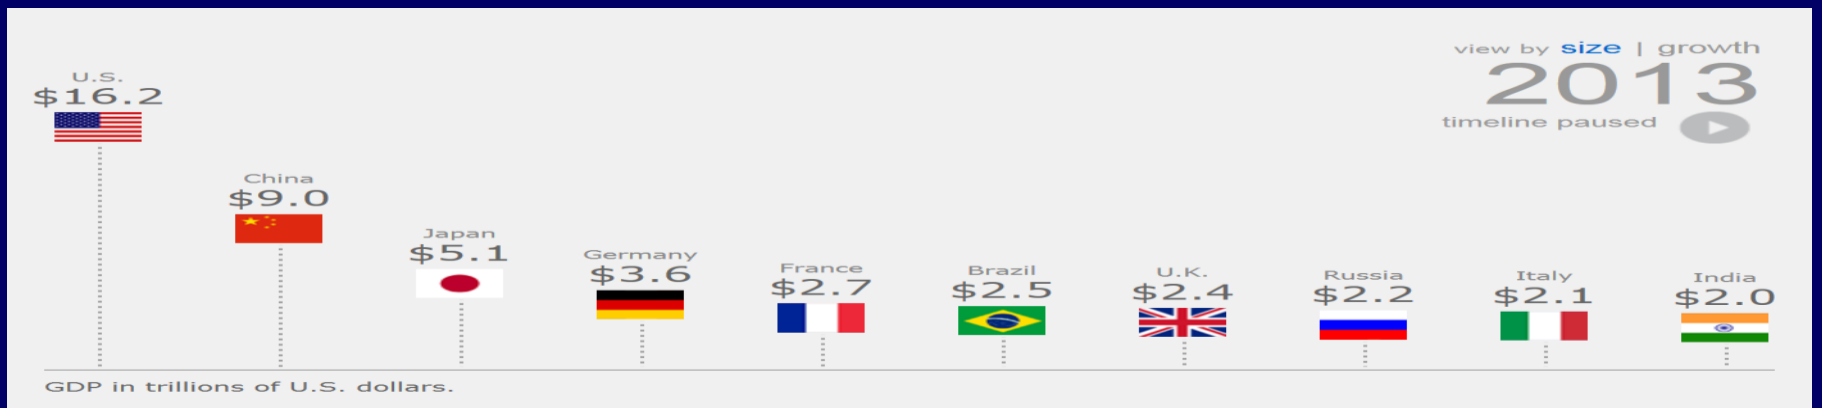 view by size | growth
2013
timeline paused
U.S.
$16.2
China
$9.0
Japan
$5.1
Germany
$3.6
France
$2.7
Brazil
$2.5
U.K.
$2.4
Russia
$2.2
Italy
$2.1
India
$2.0
GDP in trillions of U.S. dollars.